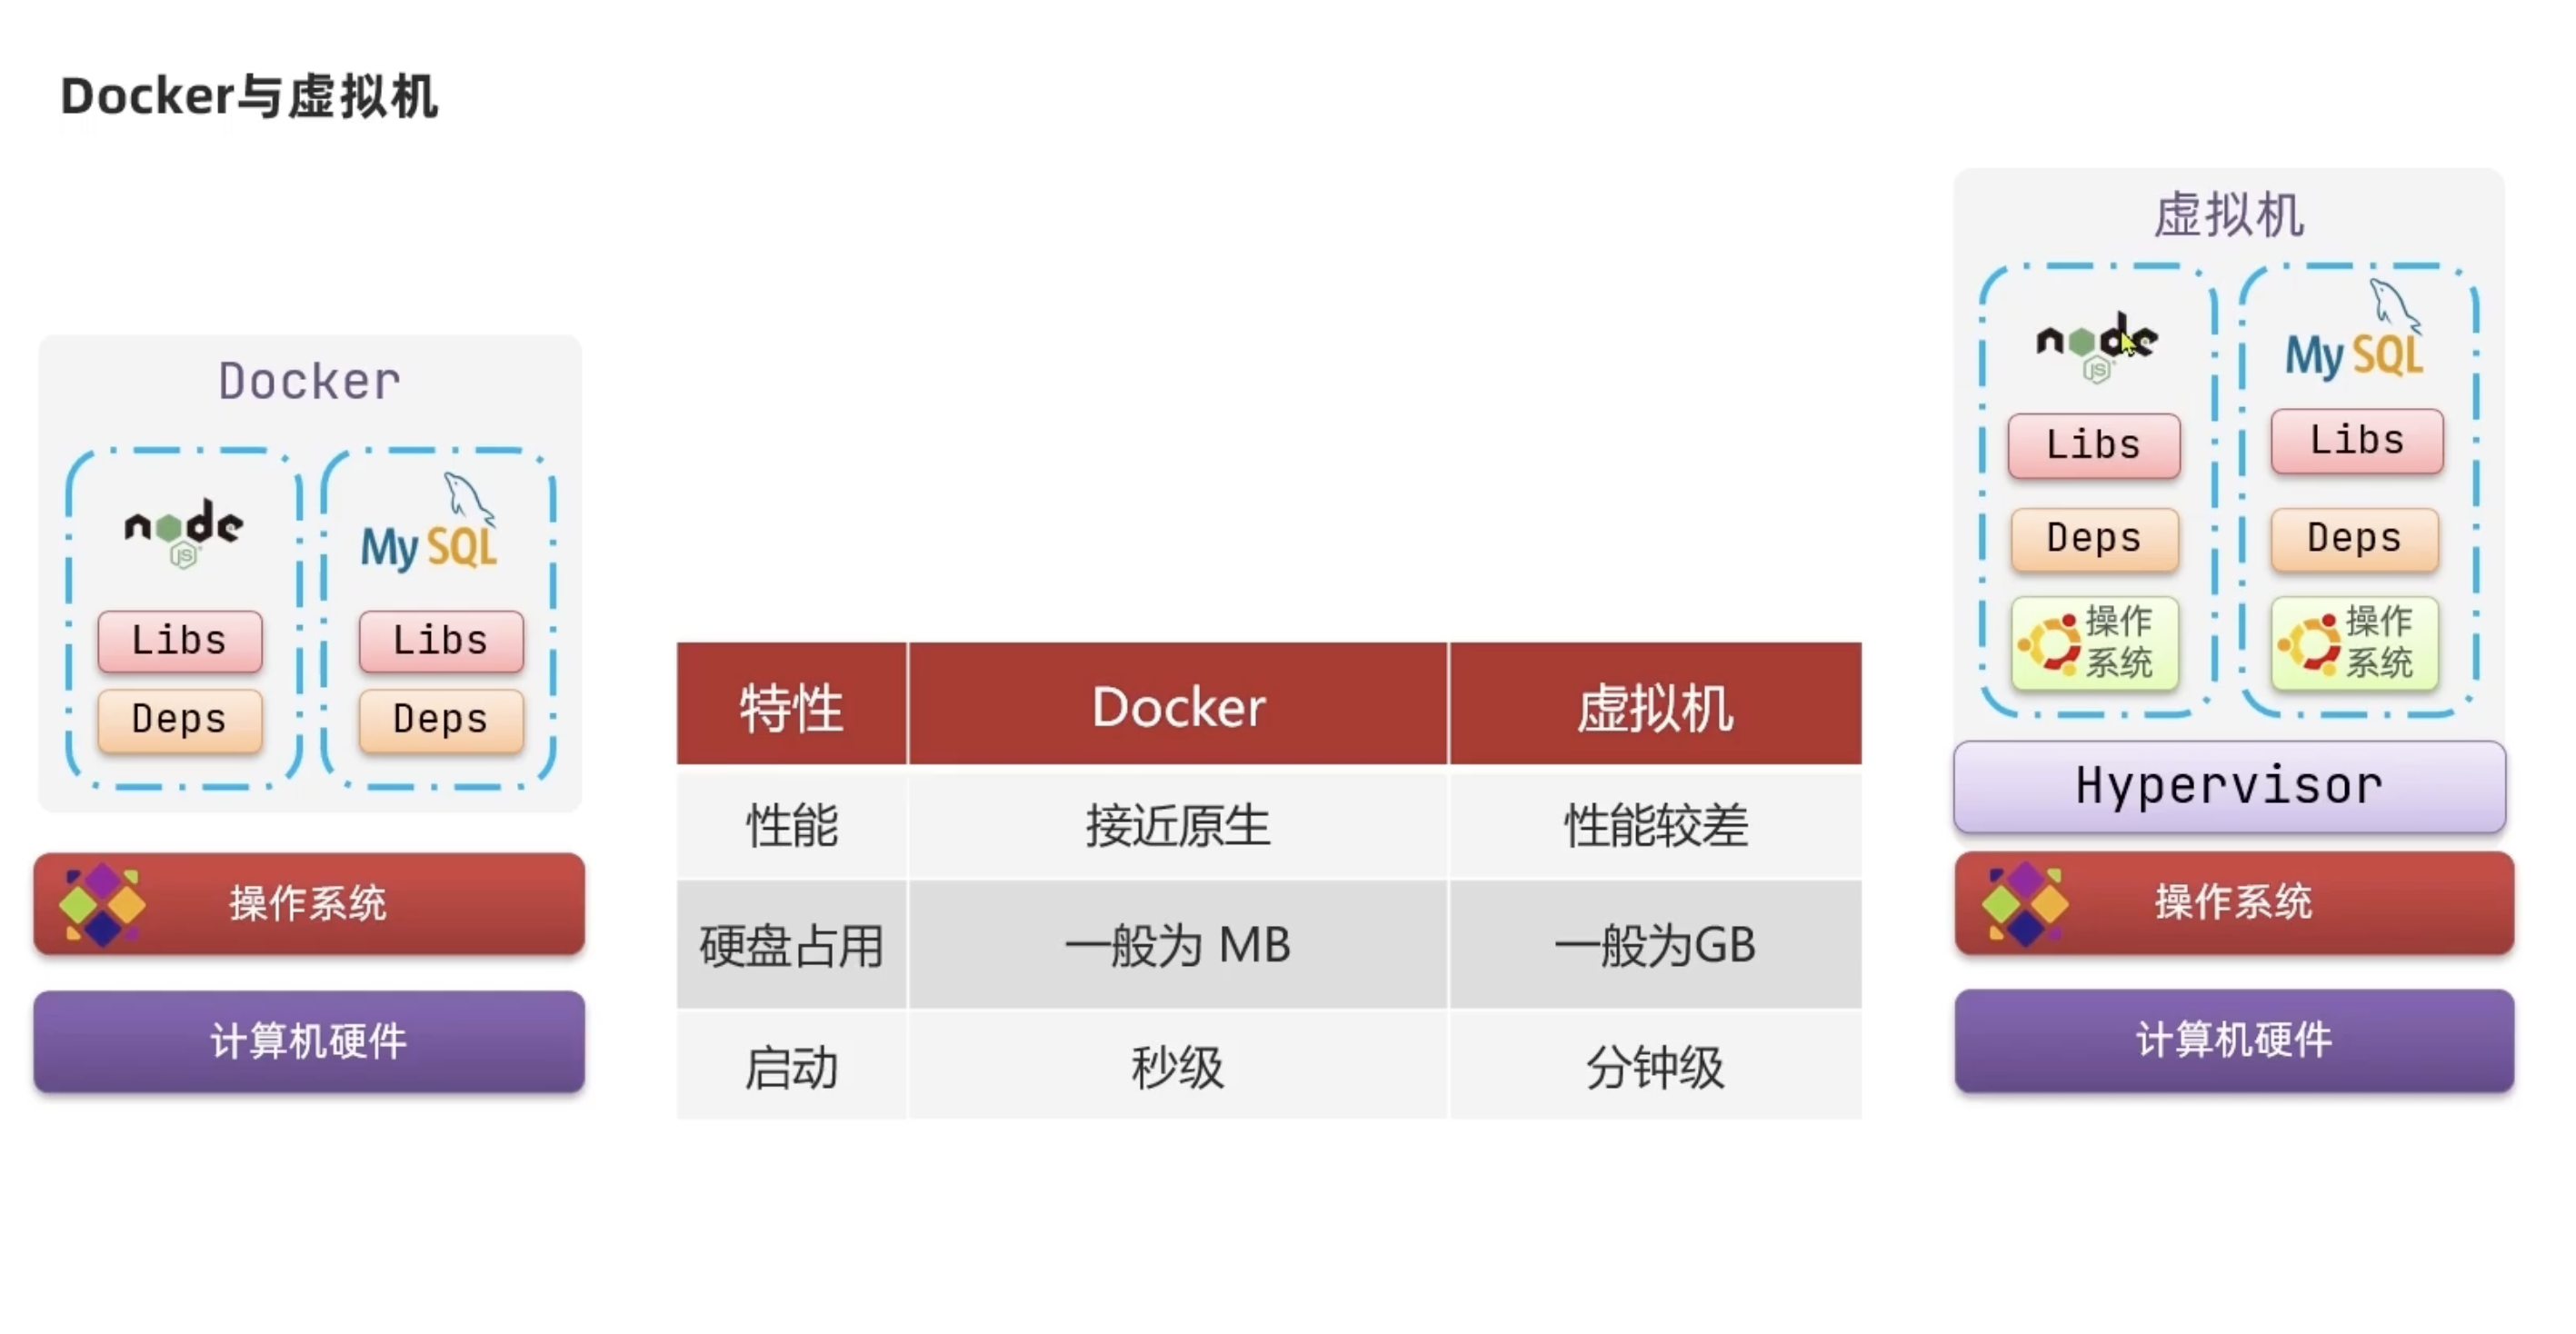 Docker与虚拟机
Docker
node
JS
MySQL
Libs
Libs
Deps
Deps
操作系统
计算机硬件
特性 Docker 虚拟机
性能 接近原生 性能较差
硬盘占用 一般为 MB 一般为GB
启动 秒级 分钟级
虚拟机
node
JS
MySQL
Libs
Libs
Deps
Deps
操作
系统
操作
系统
Hypervisor
操作系统
计算机硬件